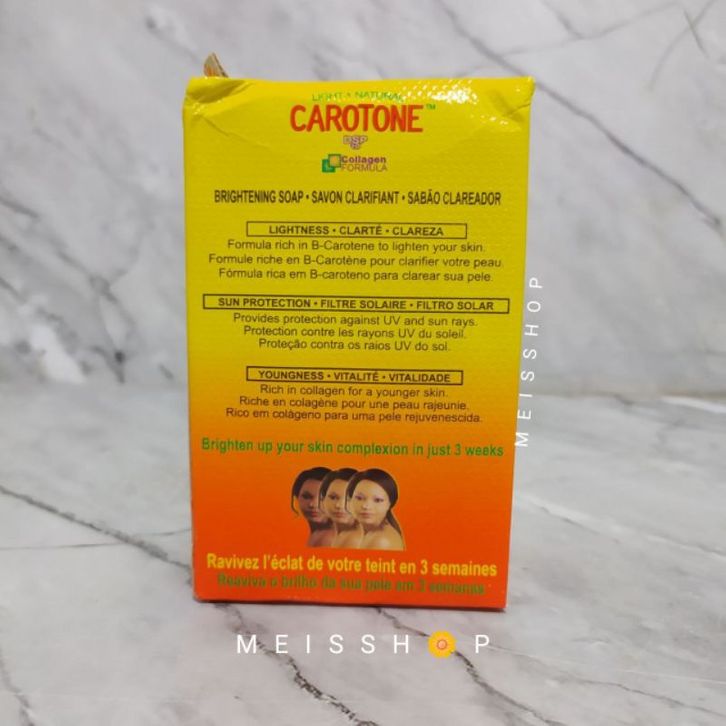 LIGHT & NATURAL
CAROTONE™
DSP
Collagen
FORMULA
BRIGHTENING SOAP • SAVON CLARIFIANT • SABÃO CLAREADOR
LIGHTNESS • CLARTÉ • CLAREZA
Formula rich in B-Carotene to lighten your skin.
Formule riche en B-Carotène pour clarifier votre peau.
Fórmula rica em B-caroteno para clarear sua pele.
SUN PROTECTION • FILTRE SOLAIRE • FILTRO SOLAR
Provides protection against UV and sun rays.
Protection contre les rayons UV du soleil.
Proteção contra os raios UV do sol.
YOUNGNESS • VITALITÉ • VITALIDADE
Rich in collagen for a younger skin.
Riche en colagène pour une peau rajeunie.
Rico em colàgeno para uma pele rejuvenescida.
Brighten up your skin complexion in just 3 weeks
Ravivez l'éclat de votre teint en 3 semaines
Reaviva o brilho da sua pele em 3 semanas
MEISSHOP
MEISSHOP